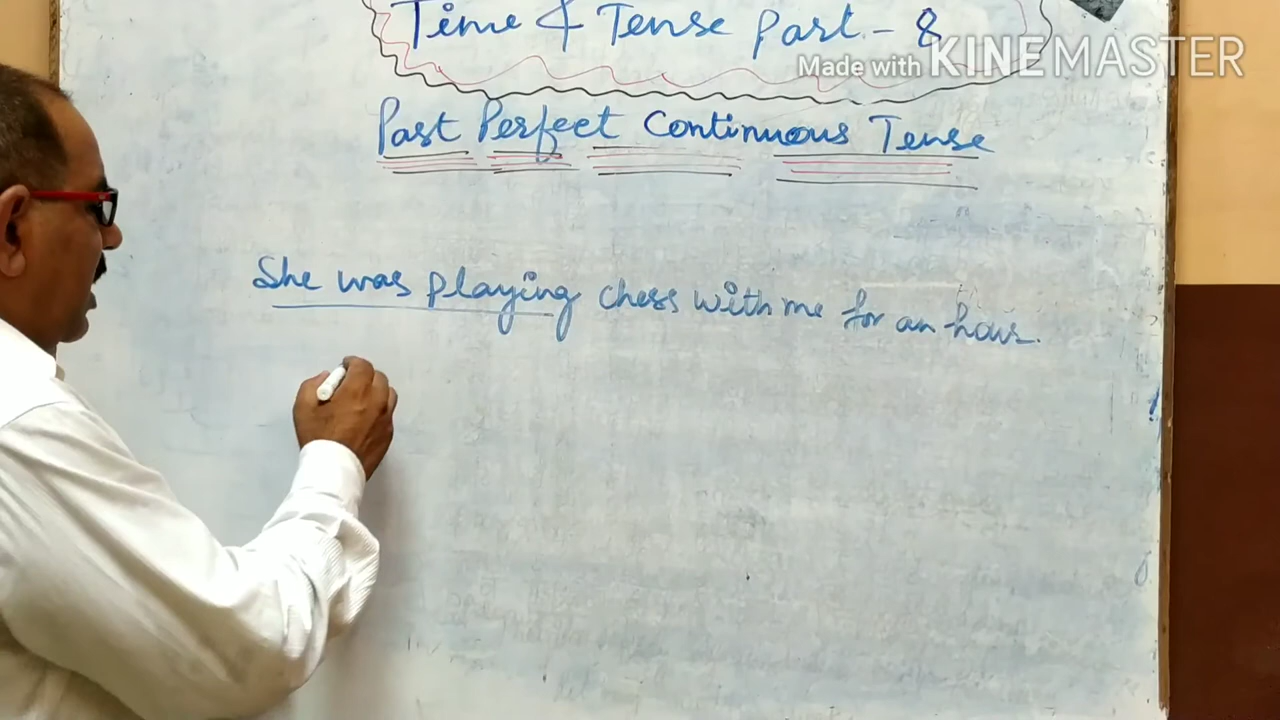 Time & Tense Part - 8
Made with KINEMASTER
Past Perfect Continuous Tense
She was playing chess with me for an hour.